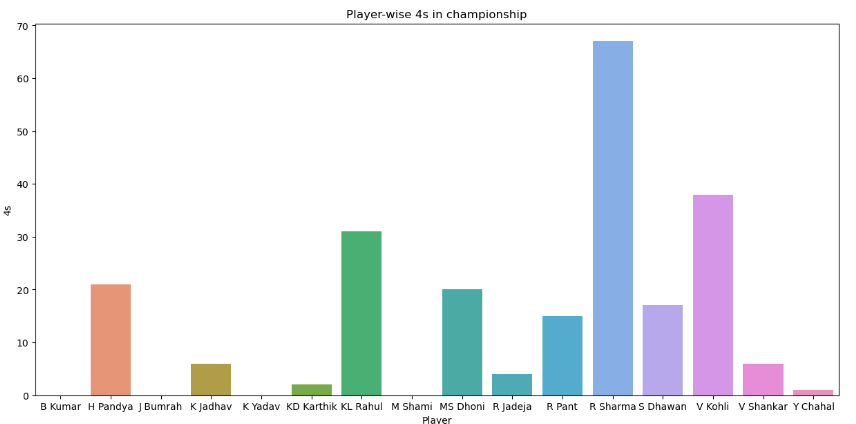 Player-wise 4s in championship
70
60
50
40
30
20
10
0
4s
B Kumar H Pandya J Bumrah K Jadhav K Yadav KD Karthik KL Rahul M Shami MS Dhoni R Jadeja R Pant R Sharma S Dhawan V Kohli V Shankar Y Chahal
Player